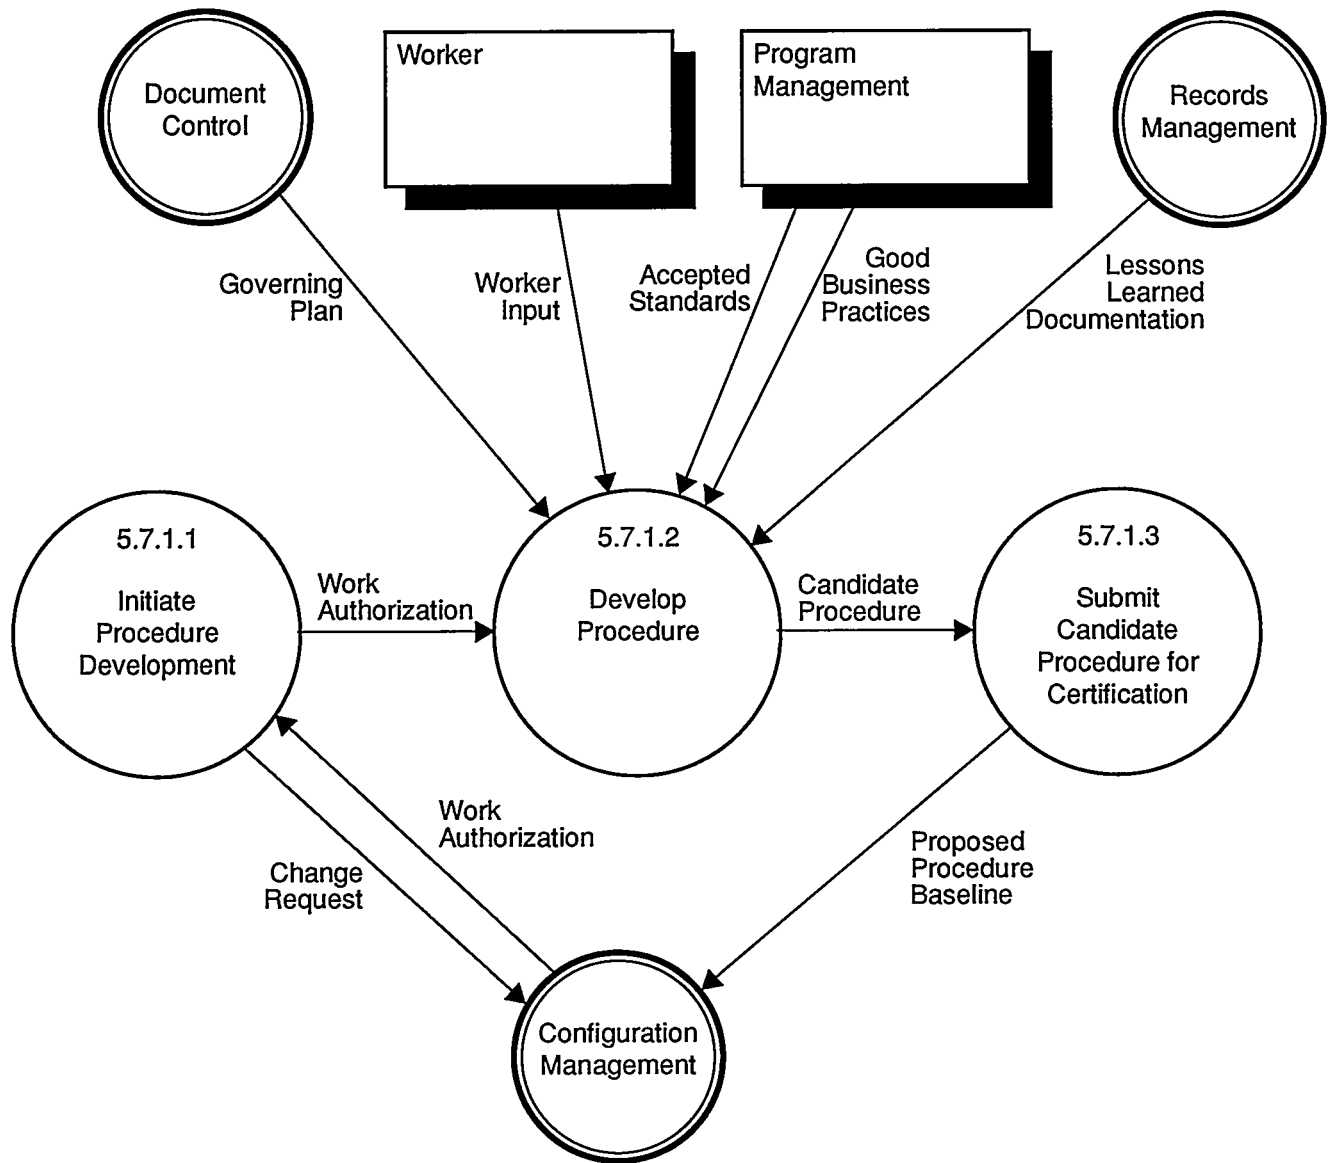 Document
Control
Worker
Program
Management
Records
Management
Governing
Plan
Worker
Input
Accepted
Standards
Good
Business
Practices
Lessons
Learned
Documentation
5.7.1.1
Initiate
Procedure
Development
Work
Authorization
5.7.1.2
Develop
Procedure
Candidate
Procedure
5.7.1.3
Submit
Candidate
Procedure for
Certification
Change
Request
Work
Authorization
Proposed
Procedure
Baseline
Configuration
Management